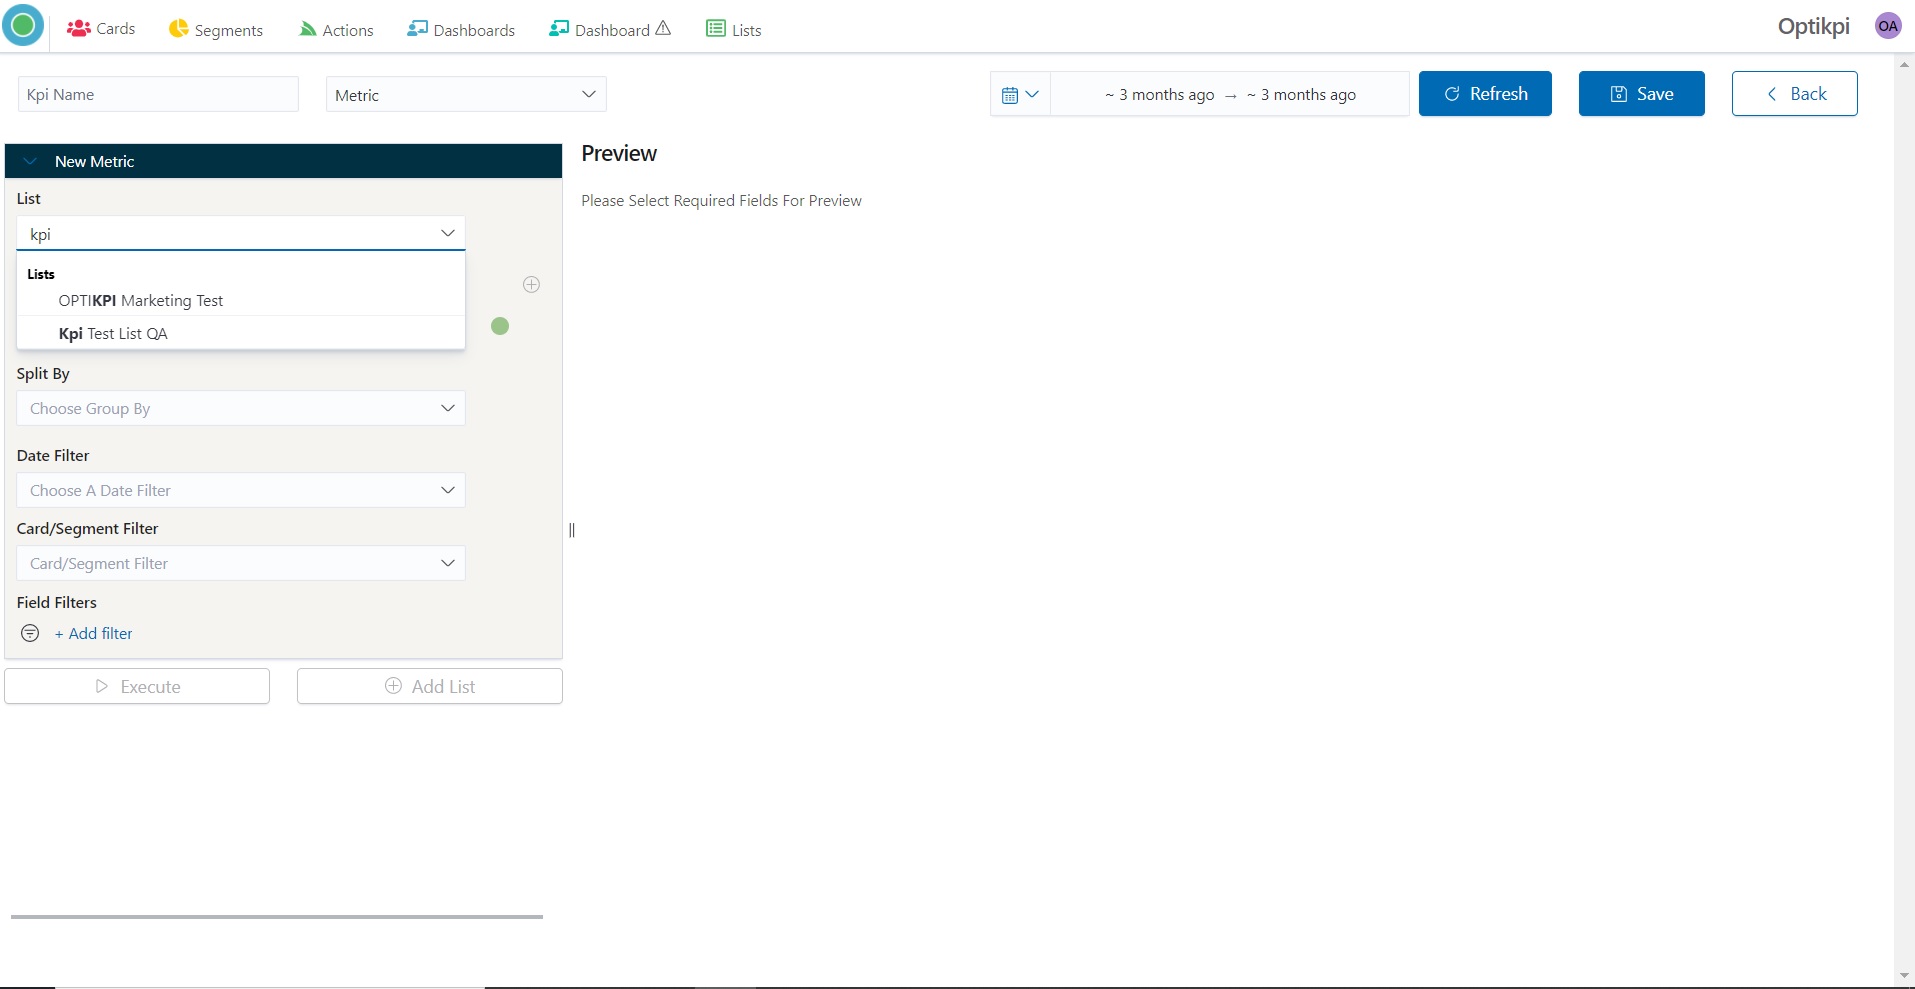 Cards
Segments
Actions
Dashboards
Dashboard
Lists
Optikpi
OA
Kpi Name
Metric
~ 3 months ago → ~ 3 months ago
Refresh
Save
Back
New Metric
Preview
List
Please Select Required Fields For Preview
kpi
Lists
OPTIKPI Marketing Test
Kpi Test List QA
Split By
Choose Group By
Date Filter
Choose A Date Filter
Card/Segment Filter
Card/Segment Filter
Field Filters
+ Add filter
Execute
Add List